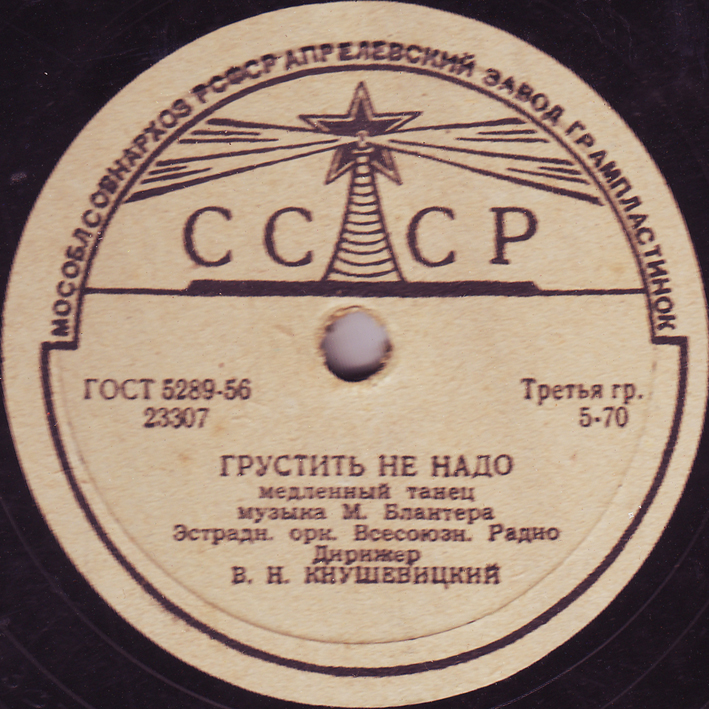 МОСОБЛСОВНАРХОЗ РСФСР АПРЕЛЕВСКИЙ ЗАВОД ГРАМПЛАСТИНОК
СССР
ГОСТ 5289-56
23307
Третья гр.
5-70
ГРУСТИТЬ НЕ НАДО
медленный танец
музыка М. Блантера
Эстрадн. орк. Всесоюзн. Радио
Дирижер
В. Н. КНУШЕВИЦКИЙ